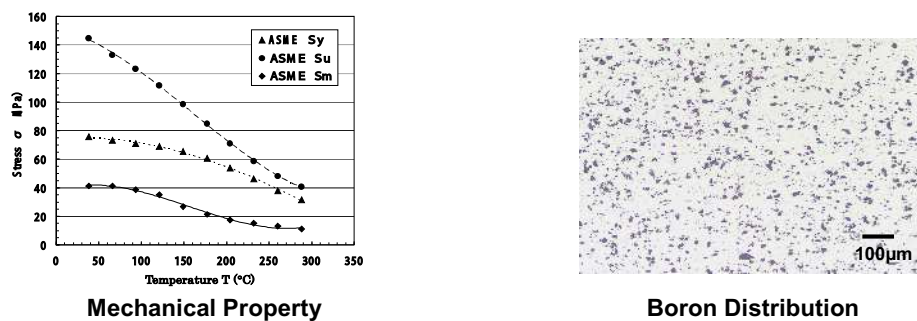 160
140
120
100
80
60
40
20
0
Stress σ MPa)
ASME Sy
ASME Su
ASME Sm
0 50 100 150 200 250 300 350
Temperature T (°C)
Mechanical Property
100μm
Boron Distribution